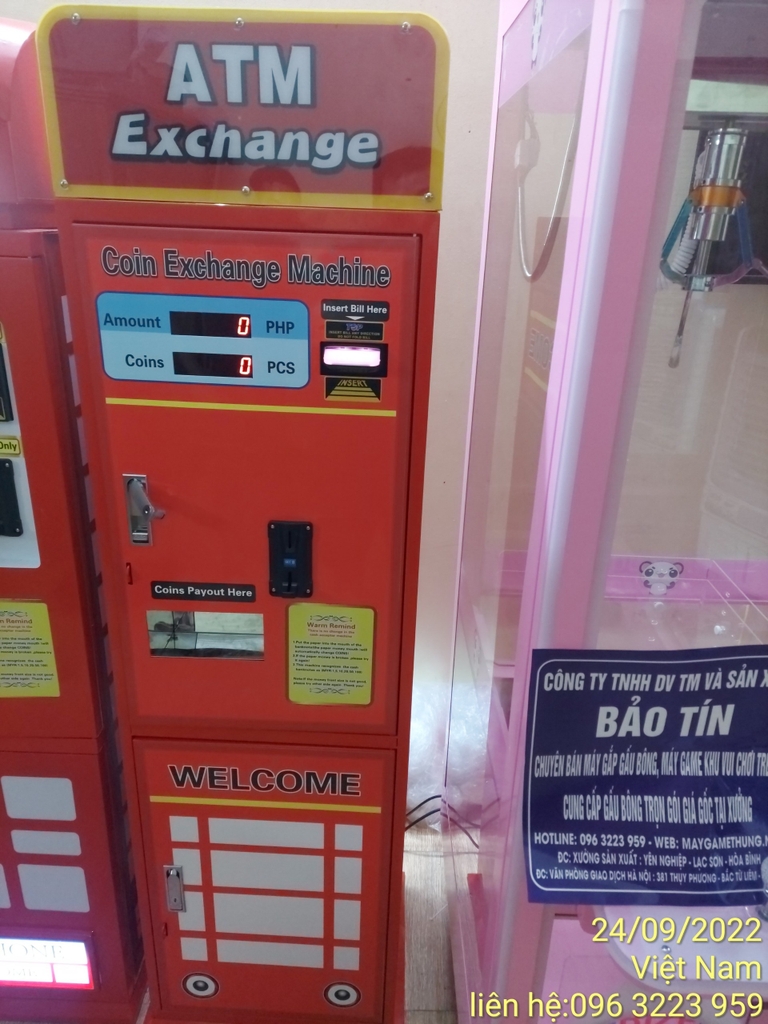 ATM
Exchange
Coin Exchange Machine
Amount 0 PHP
Coins 0 PCS
Insert Bill Here
INSERT
Only
Coins Payout Here
Warm Remind
WELCOME
CÔNG TY TNHH DV TM VÀ SẢN X
BẢO TÍN
CHUYÊN BÁN MÁY GẮP GẤU BÔNG, MÁY GAME KHU VUI CHƠI TR
CUNG CẤP GẤU BÔNG TRỌN GÓI GIÁ GỐC TẠI XƯỞNG
HOTLINE: 096 3223 959 - WEB: MAYGAMETHUNG.
ĐC: XƯỞNG SẢN XUẤT : YÊN NGHIỆP - LẠC SƠN - HÒA BÌNH
ĐC: VĂN PHÒNG GIAO DỊCH HÀ NỘI : 381 THỤY PHƯƠNG - BẮC TỪ LIÊM -
24/09/2022
Việt Nam
liên hệ:096 3223 959